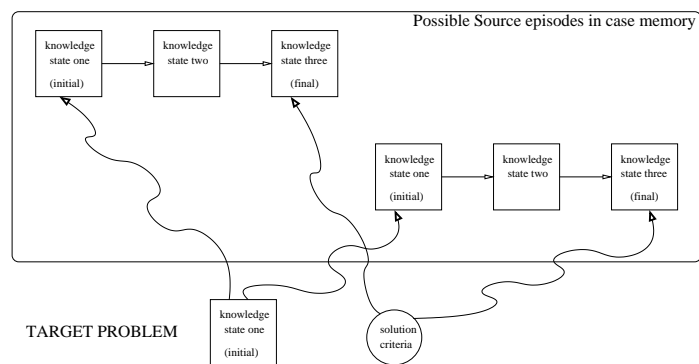 Possible Source episodes in case memory
knowledge
state one
(initial)
knowledge
state two
knowledge
state three
(final)
knowledge
state one
(initial)
knowledge
state two
knowledge
state three
(final)
TARGET PROBLEM
knowledge
state one
(initial)
solution
criteria